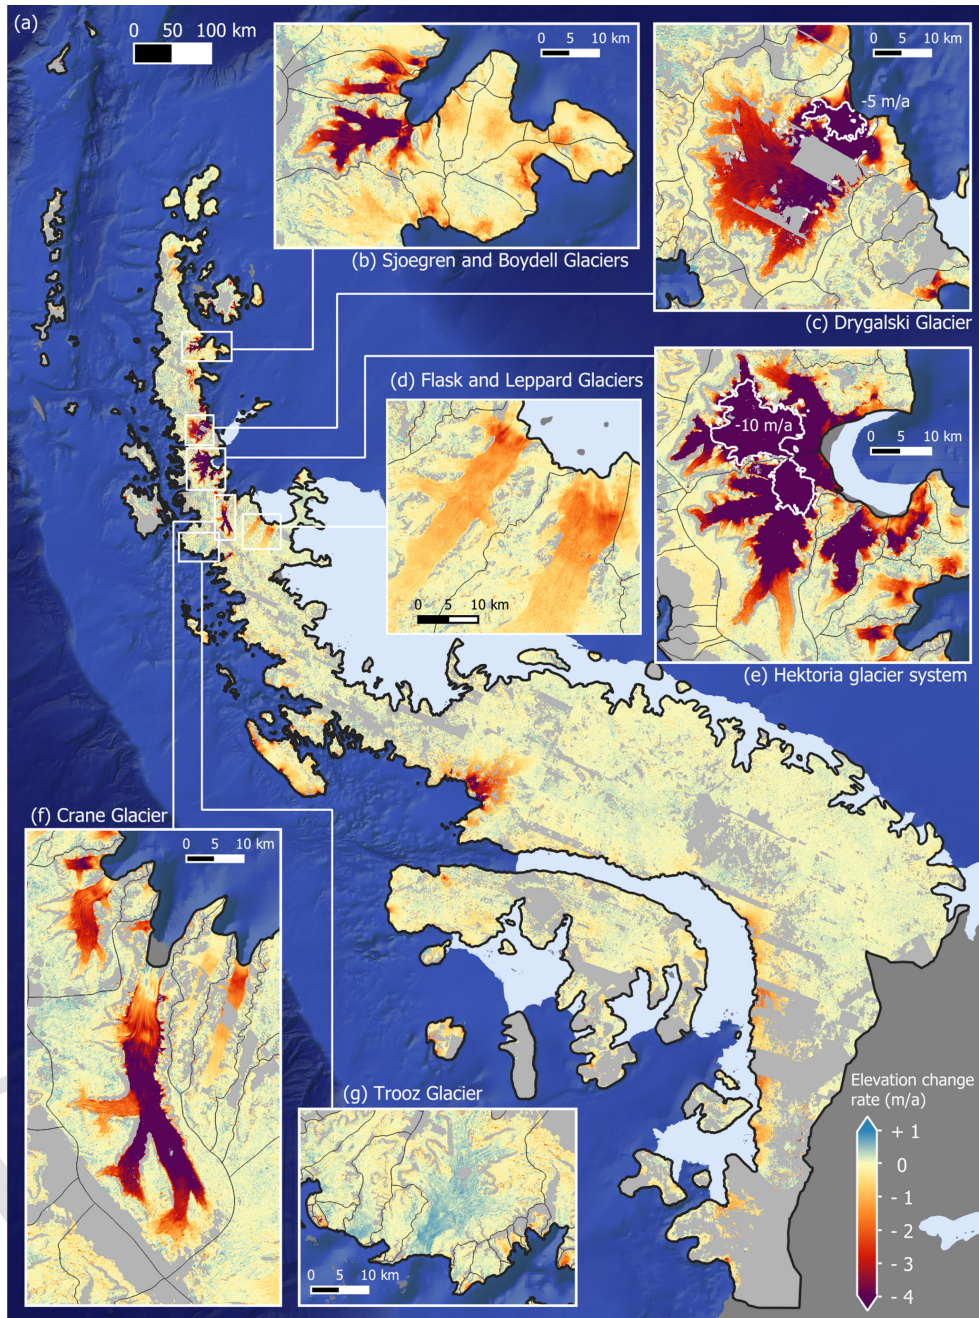 (a)
0 50 100 km
0 5 10 km
(b) Sjoegren and Boydell Glaciers
0 5 10 km
-5 m/a
(c) Drygalski Glacier
(d) Flask and Leppard Glaciers
0 5 10 km
-10 m/a
0 5 10 km
(e) Hektoria glacier system
(f) Crane Glacier
0 5 10 km
(g) Trooz Glacier
0 5 10 km
Elevation change
rate (m/a)
+ 1
0
- 1
- 2
- 3
- 4